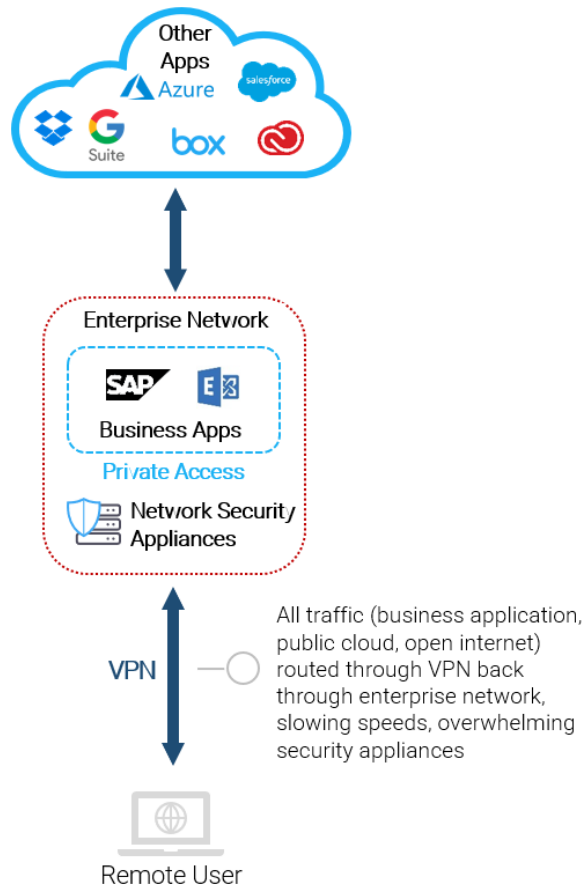 Other
Apps
Azure
salesforce
G
Suite
box
Enterprise Network
SAP
E
Business Apps
Private Access
Network Security
Appliances
VPN
All traffic (business application,
public cloud, open internet)
routed through VPN back
through enterprise network,
slowing speeds, overwhelming
security appliances
Remote User